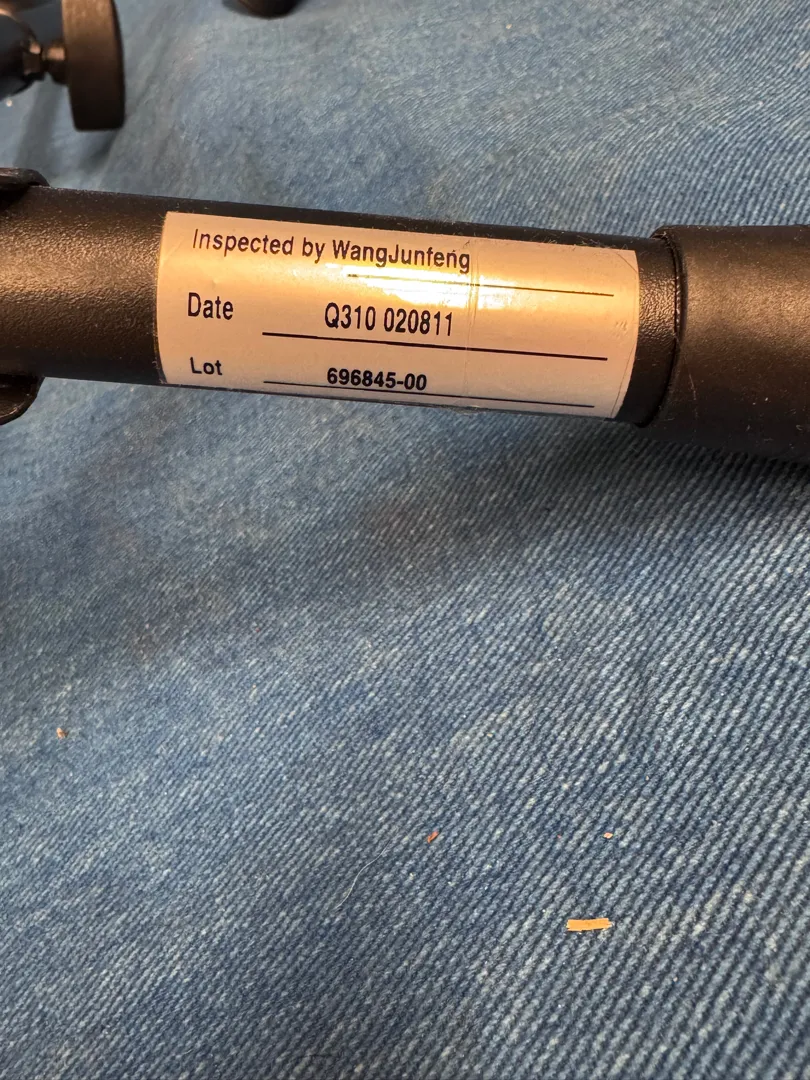 Inspected by WangJunfeng
Date Q310 020811
Lot 696845-00